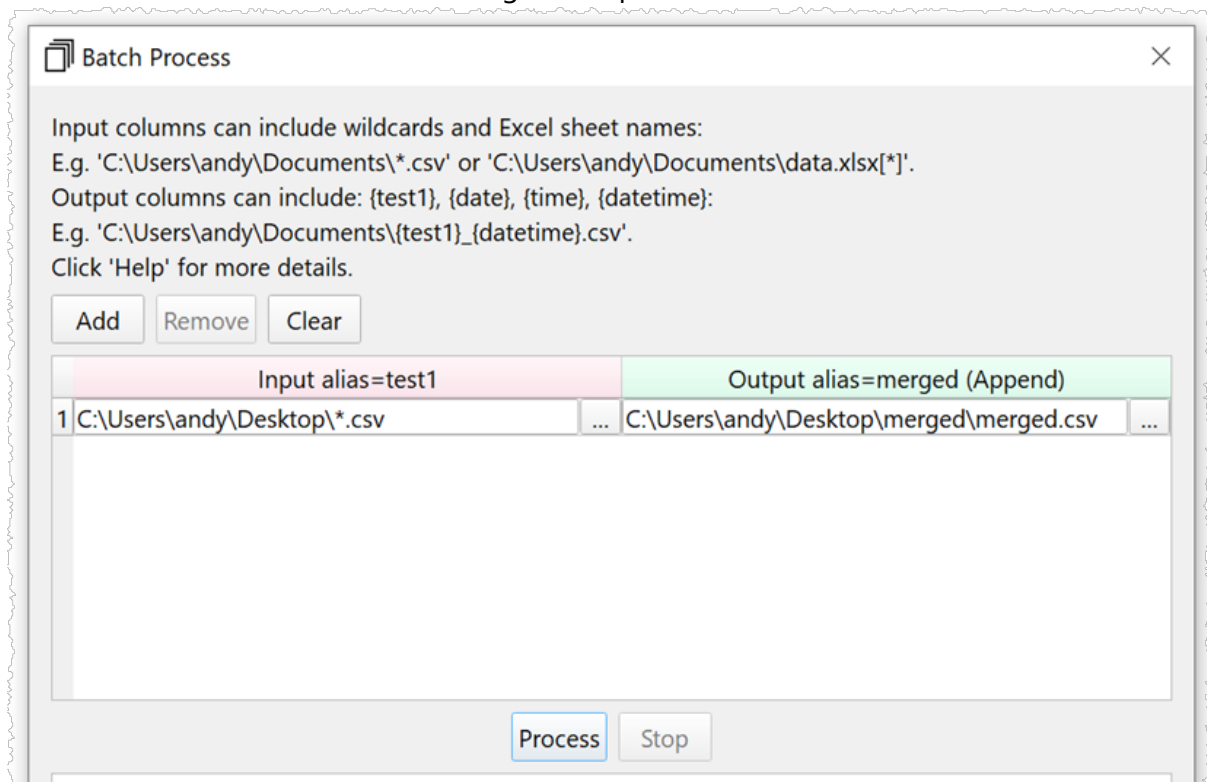 Batch Process
Input columns can include wildcards and Excel sheet names:
E.g. 'C:\Users\andy\Documents\*.csv' or 'C:\Users\andy\Documents\data.xlsx[*]'.
Output columns can include: {test1}, {date}, {time}, {datetime}:
E.g. 'C:\Users\andy\Documents\{test1}_{datetime}.csv'.
Click 'Help' for more details.
Add Remove Clear
Input alias=test1 Output alias=merged (Append)
1 C:\Users\andy\Desktop\*.csv ... C:\Users\andy\Desktop\merged\merged.csv ...
Process Stop